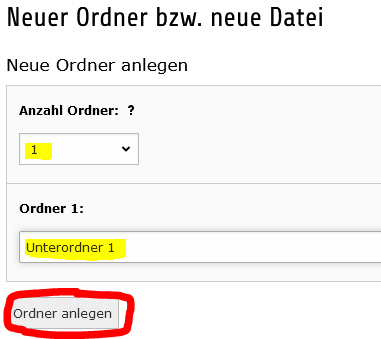 Neuer Ordner bzw. neue Datei
Neue Ordner anlegen
Anzahl Ordner: ?
1
Ordner 1:
Unterordner 1
Ordner anlegen